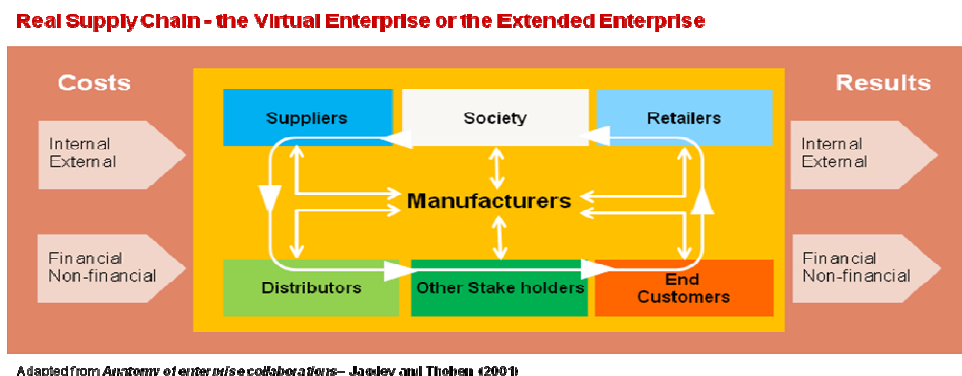 Real Supply Chain - the Virtual Enterprise or the Extended Enterprise
Costs
Results
Suppliers
Society
Retailers
Internal
External
Internal
External
Manufacturers
Financial
Non-financial
Financial
Non-financial
Distributors
Other Stake holders
End
Customers
Adapted from Anatomy of enterprise collaborations– Jagdev and Thoben (2001)